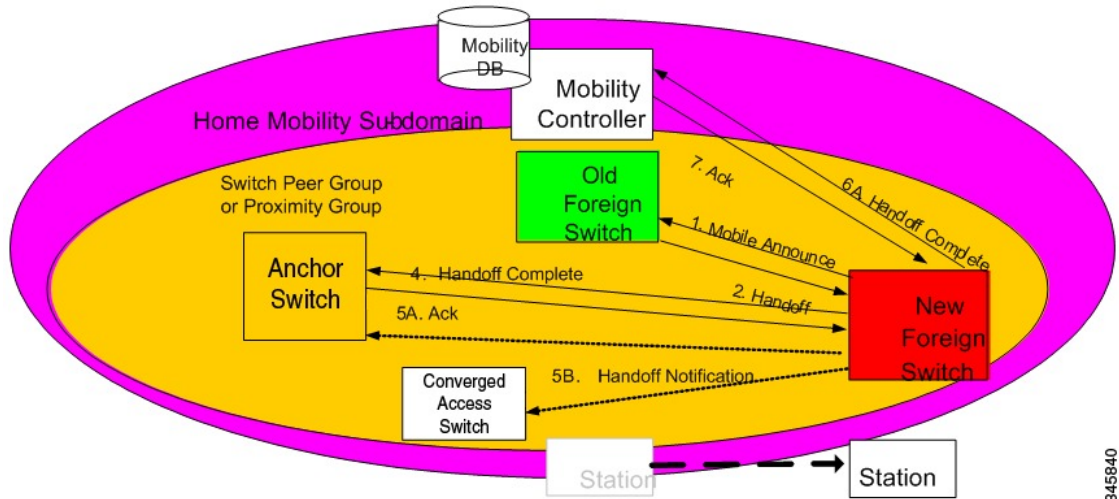 Mobility
DB
Mobility
Controller
Home Mobility Subdomain
Switch Peer Group
or Proximity Group
Old
Foreign
Switch
7. Ack
6A. Handoff Complete
1. Mobile Announce
Anchor
Switch
4. Handoff Complete
2. Handoff
5A. Ack
New
Foreign
Switch
5B. Handoff Notification
Converged
Access
Switch
Station
Station
345840